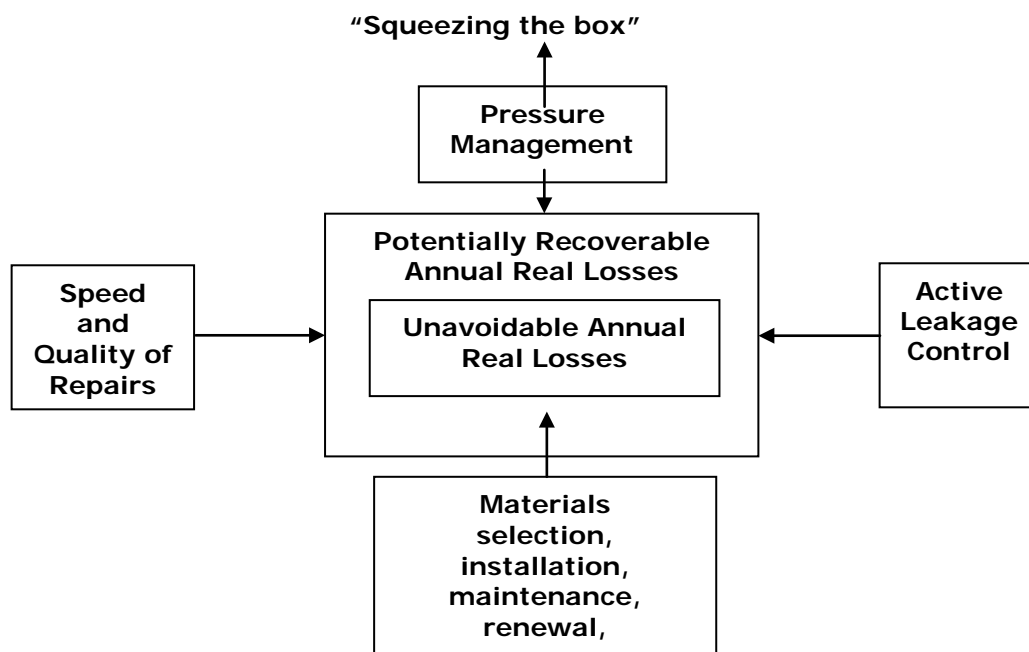 “Squeezing the box”
Pressure
Management
Potentially Recoverable
Annual Real Losses
Speed
and
Quality of
Repairs
Unavoidable Annual
Real Losses
Active
Leakage
Control
Materials
selection,
installation,
maintenance,
renewal,